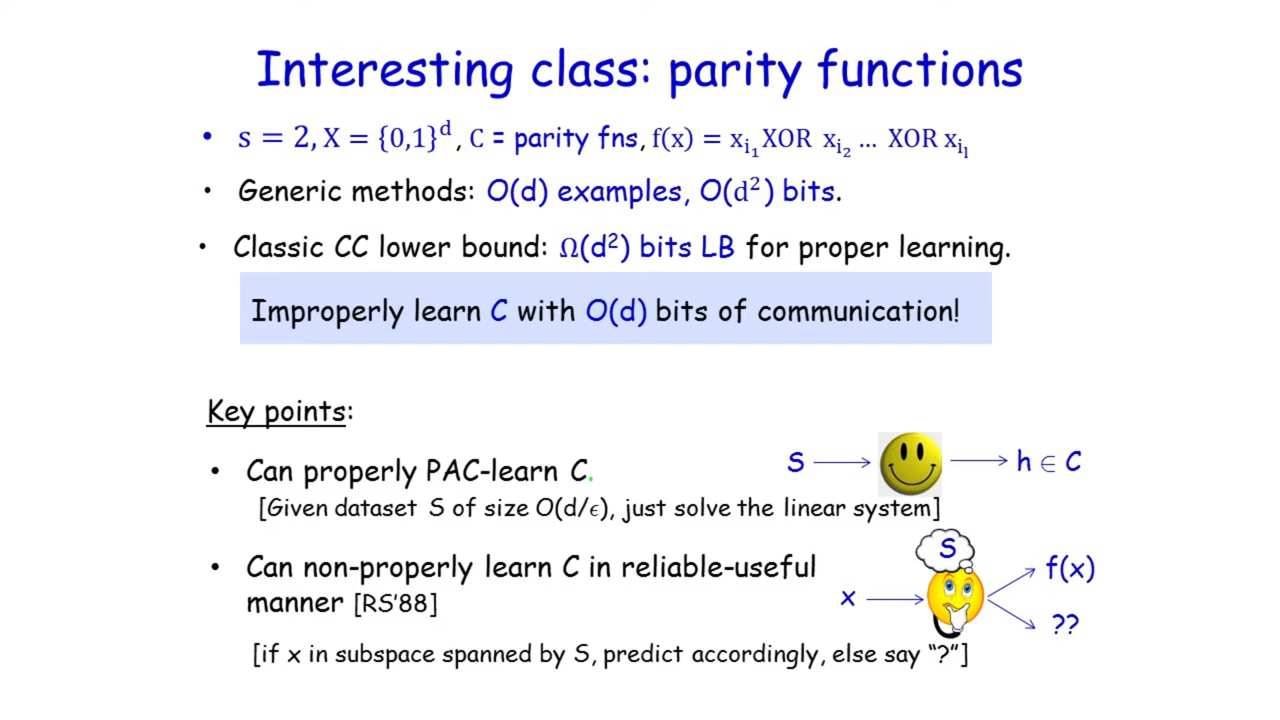 Interesting class: parity functions
• s = 2, X = {0,1}ᵈ, C = parity fns, f(x) = x_{i₁} XOR x_{i₂} … XOR x_{i_l}
• Generic methods: O(d) examples, O(d²) bits.
• Classic CC lower bound: Ω(d²) bits LB for proper learning.
Improperly learn C with O(d) bits of communication!
Key points:
• Can properly PAC-learn C.
S → h ∈ C
[Given dataset S of size O(d/ϵ), just solve the linear system]
• Can non-properly learn C in reliable-useful
manner [RS'88]
S
x
f(x)
??
[if x in subspace spanned by S, predict accordingly, else say “?”]